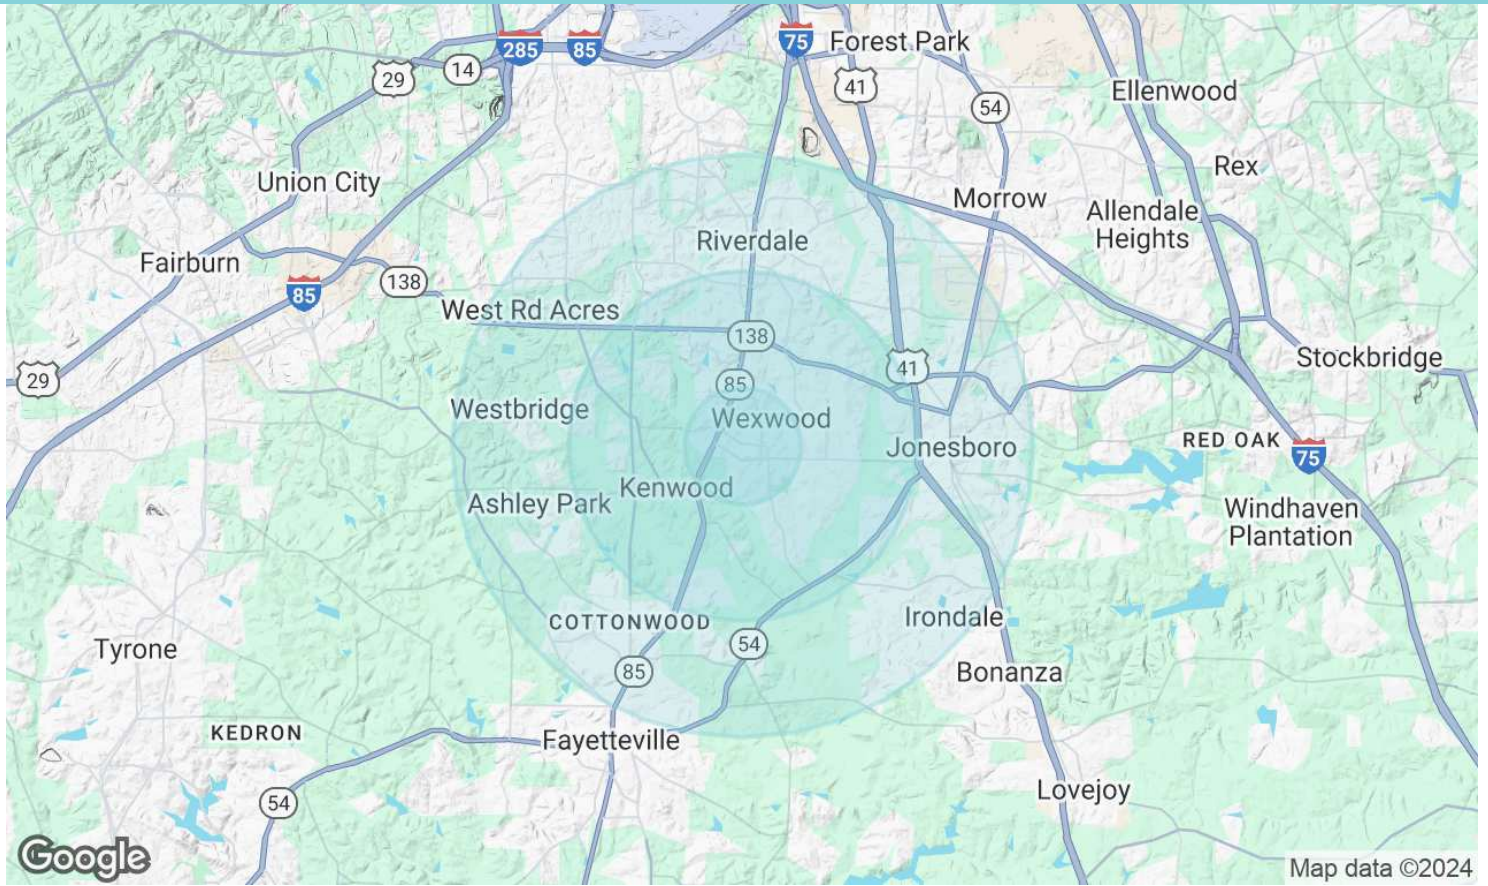 75
Forest Park
285
85
14
29
41
Ellenwood
54
Rex
Union City
Morrow
Allendale
Heights
Riverdale
Fairburn
138
85
West Rd Acres
138
41
Stockbridge
29
85
Westbridge
Wexwood
RED OAK
75
Jonesboro
Kenwood
Ashley Park
Windhaven
Plantation
COTTONWOOD
Irondale
Tyrone
54
85
Bonanza
KEDRON
Fayetteville
Lovejoy
54
Google
Map data ©2024